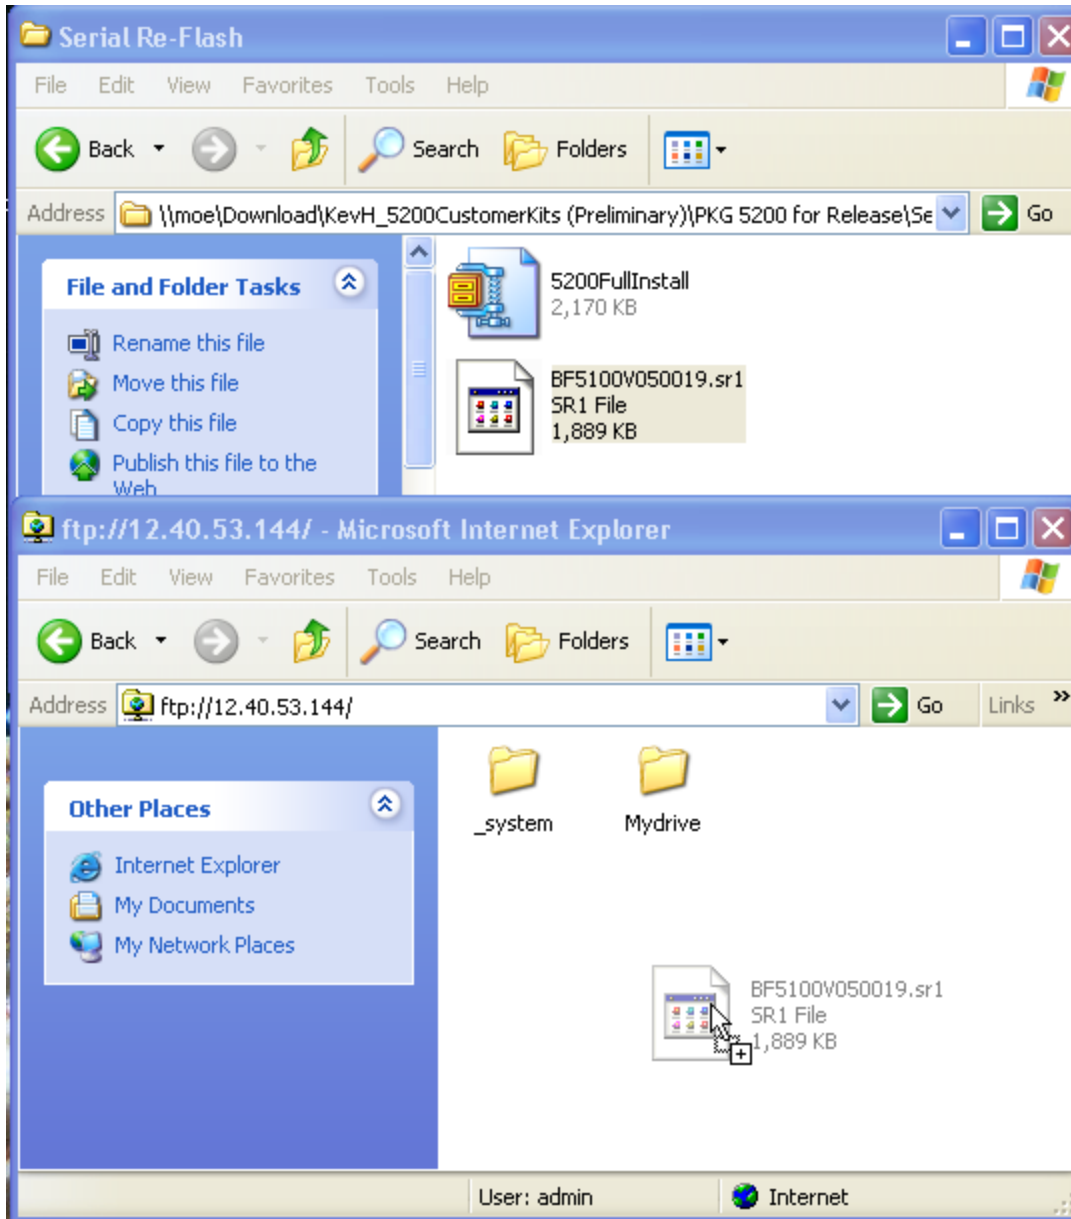 Serial Re-Flash
File Edit View Favorites Tools Help
Back Search Folders
Address \\moe\Download\KevH_5200CustomerKits (Preliminary)\PKG 5200 for Release\Se Go
File and Folder Tasks
Rename this file
Move this file
Copy this file
Publish this file to the
Web
5200FullInstall
2,170 KB
BF5100V050019.sr1
SR1 File
1,889 KB
ftp://12.40.53.144/ - Microsoft Internet Explorer
File Edit View Favorites Tools Help
Back Search Folders
Address ftp://12.40.53.144/ Go Links »
Other Places
Internet Explorer
My Documents
My Network Places
_system Mydrive
BF5100V050019.sr1
SR1 File
1,889 KB
User: admin Internet